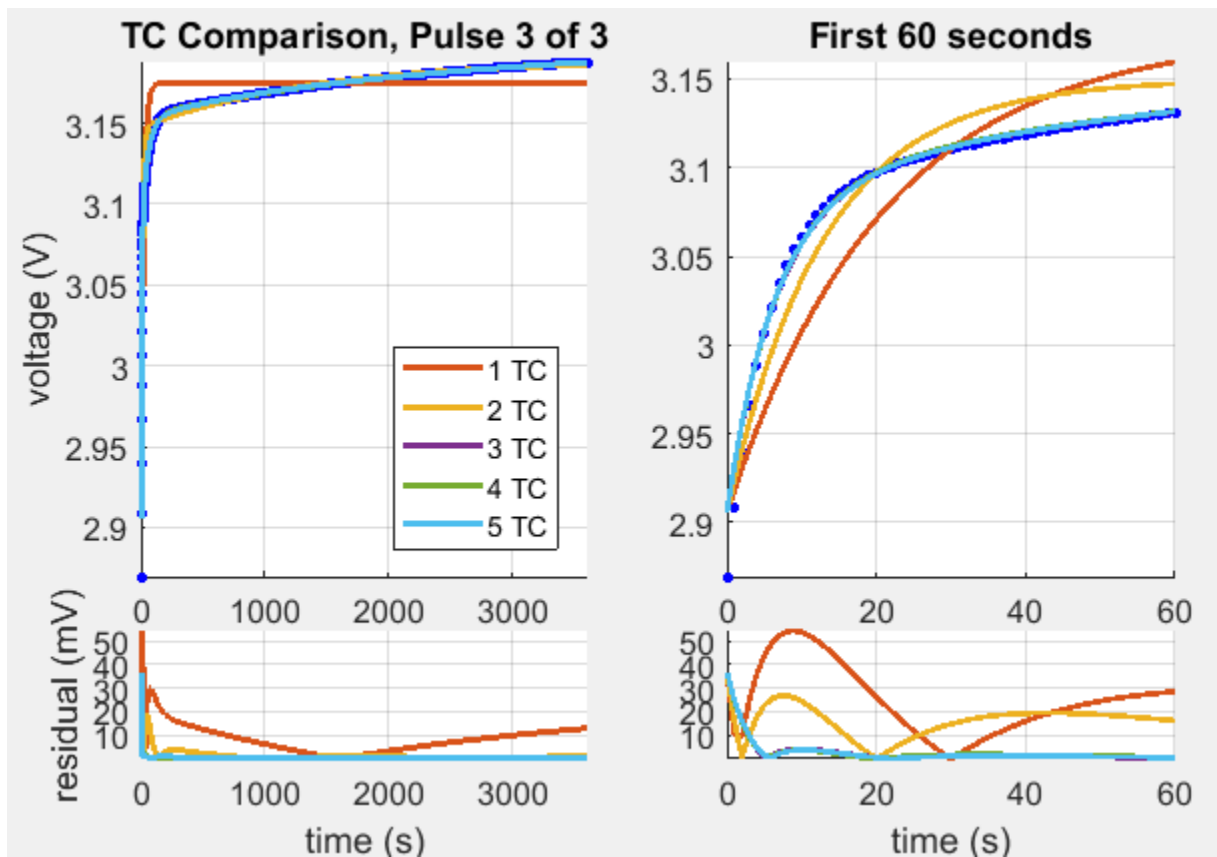 TC Comparison, Pulse 3 of 3
voltage (V)
3.15
3.1
3.05
3
2.95
2.9
0 1000 2000 3000
1 TC
2 TC
3 TC
4 TC
5 TC
residual (mV)
50
40
30
20
10
0 1000 2000 3000
time (s)
First 60 seconds
3.15
3.1
3.05
3
2.95
2.9
0 20 40 60
50
40
30
20
10
0 20 40 60
time (s)